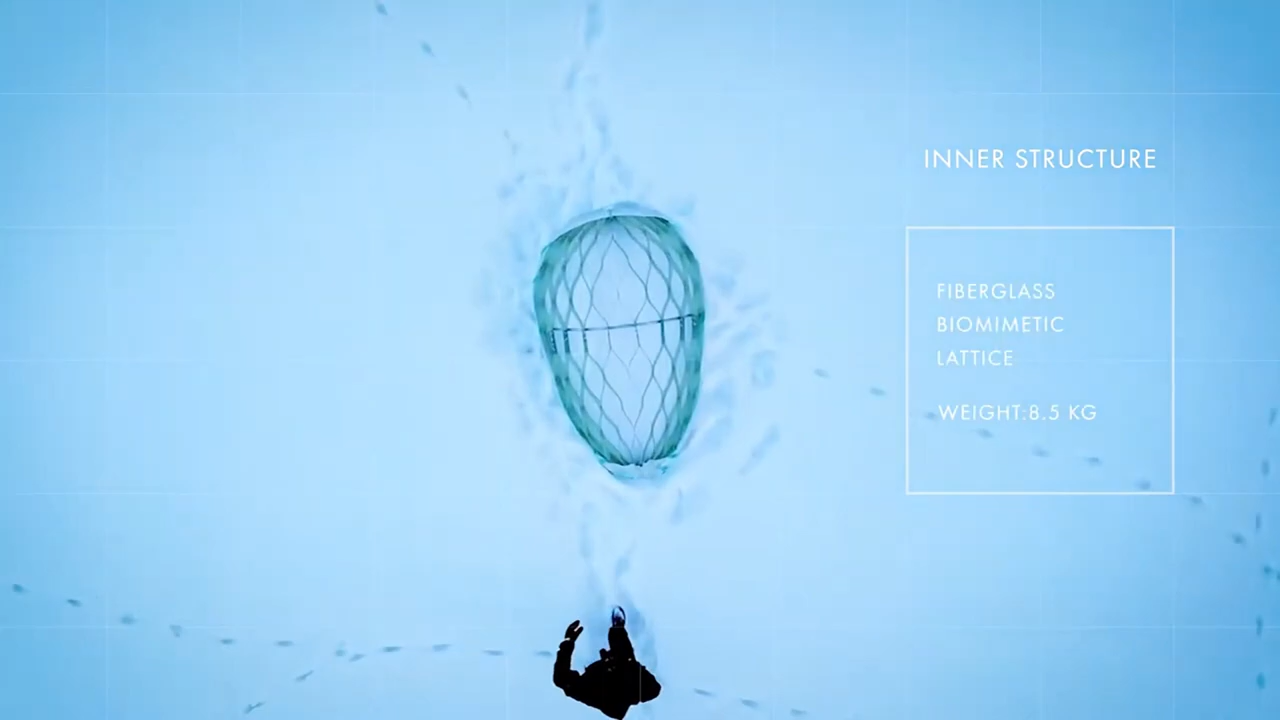 INNER STRUCTURE
FIBERGLASS
BIOMIMETIC
LATTICE
WEIGHT:8.5 KG